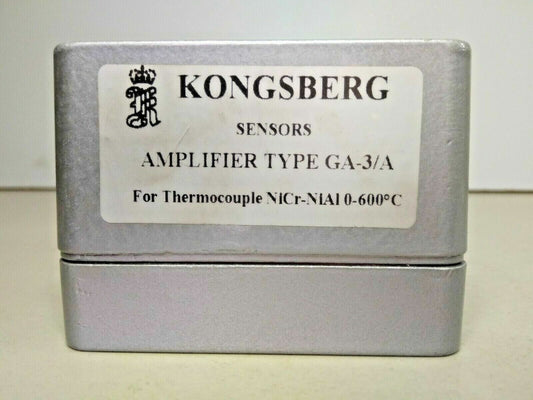 KONGSBERG
SENSORS
AMPLIFIER TYPE GA-3/A
For Thermocouple NiCr-NiAl 0-600°C